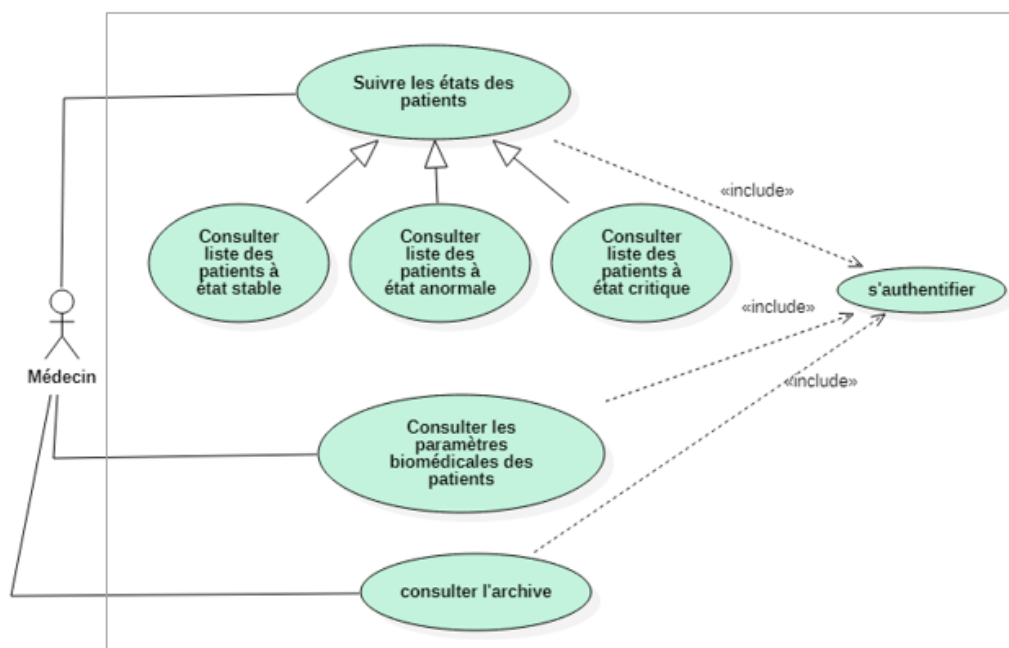 Suivre les états des
patients
«include»
Consulter
liste des
patients à
état stable
Consulter
liste des
patients à
état anormale
Consulter
liste des
patients à
état critique
s'authentifier
«include»
Médecin
«include»
Consulter les
paramètres
biomédicales des
patients
consulter l'archive